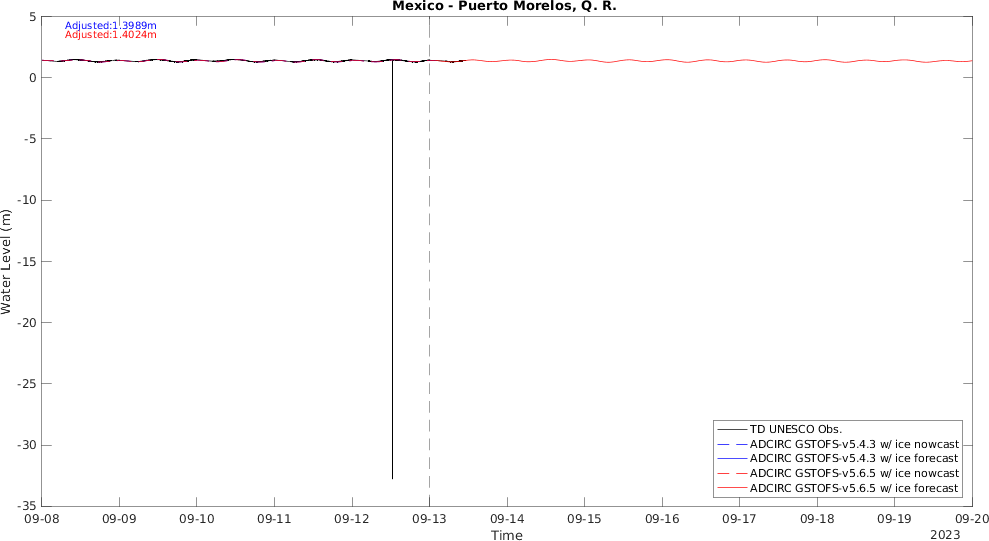 Mexico - Puerto Morelos, Q. R.
Adjusted:1.3989m
Adjusted:1.4024m
5
0
-5
-10
-15
-20
-25
-30
-35
Water Level (m)
TD UNESCO Obs.
ADCIRC GSTOFS-v5.4.3 w/ ice nowcast
ADCIRC GSTOFS-v5.4.3 w/ ice forecast
ADCIRC GSTOFS-v5.6.5 w/ ice nowcast
ADCIRC GSTOFS-v5.6.5 w/ ice forecast
09-08 09-09 09-10 09-11 09-12 09-13 09-14 09-15 09-16 09-17 09-18 09-19 09-20
Time
2023